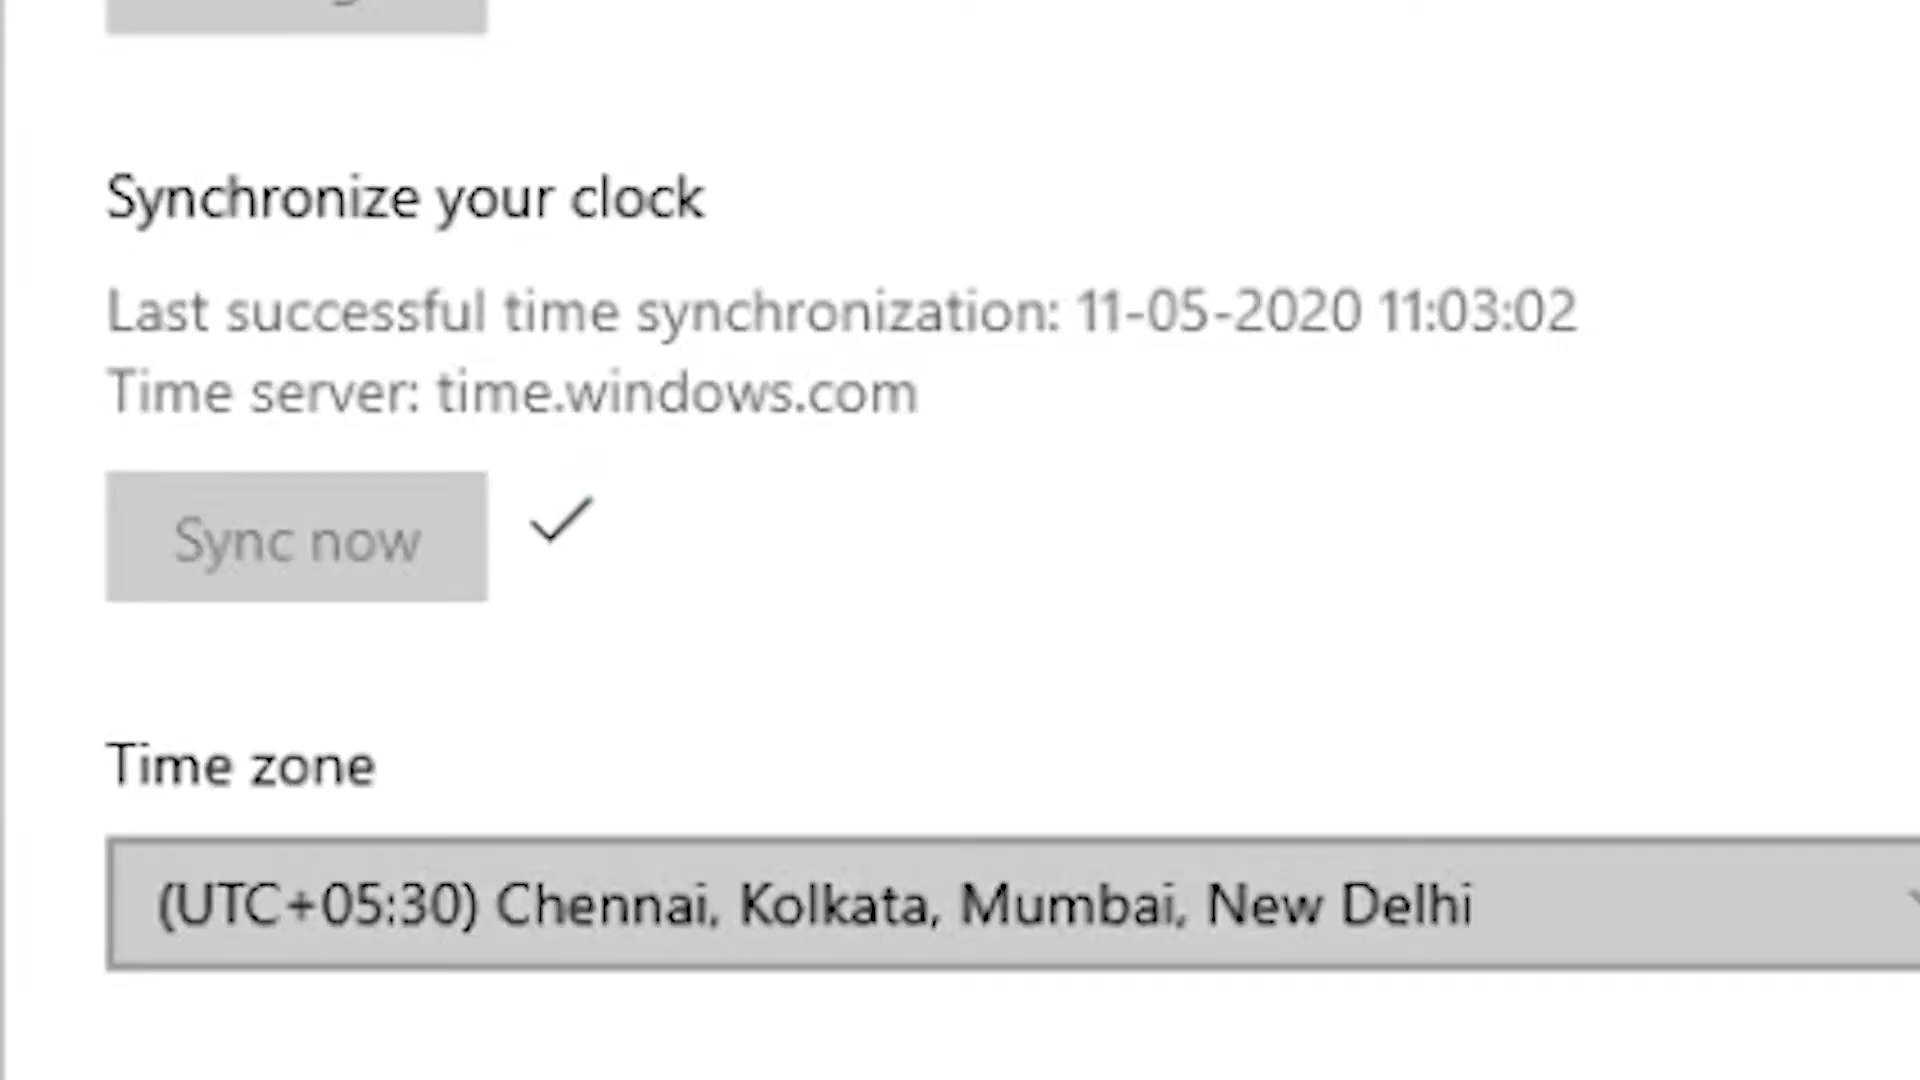 Synchronize your clock
Last successful time synchronization: 11-05-2020 11:03:02
Time server: time.windows.com
Sync now
Time zone
(UTC+05:30) Chennai, Kolkata, Mumbai, New Delhi